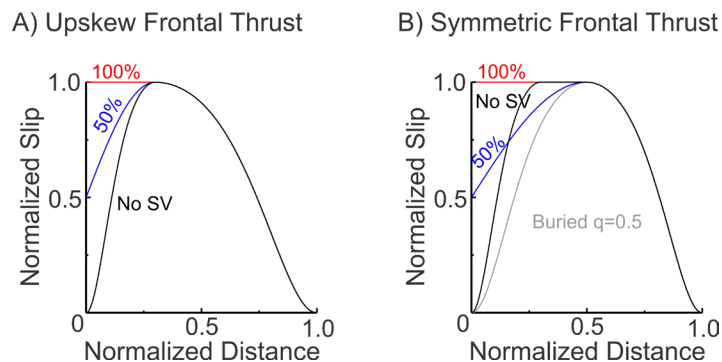 A) Upskew Frontal Thrust
B) Symmetric Frontal Thrust
Normalized Slip
1.0
0.5
0
100%
50%
No SV
0
0.5
1.0
Normalized Distance
Normalized Slip
1.0
0.5
0
100%
No SV
50%
Buried q=0.5
0.5
1.0
Normalized Distance